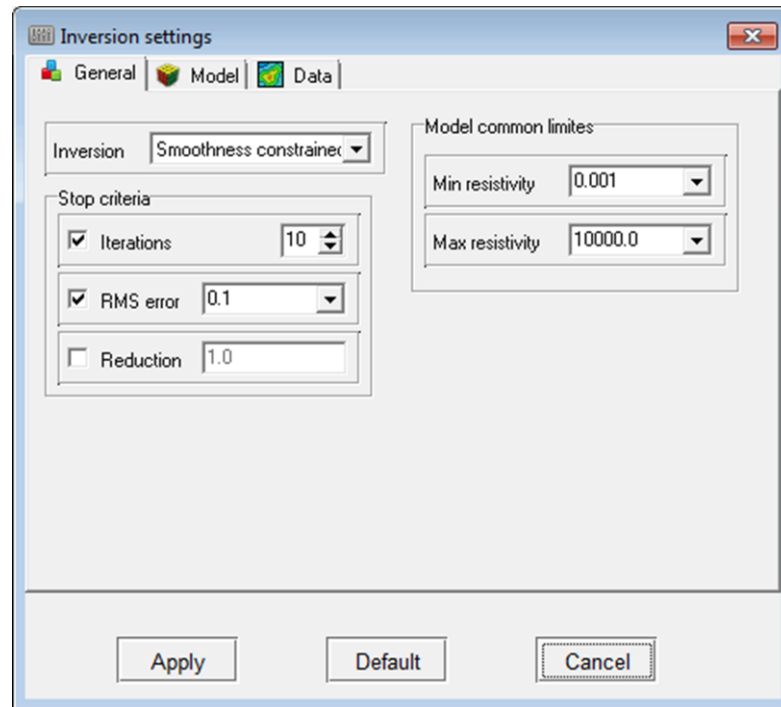 Inversion settings
General Model Data
Inversion Smoothness constrained
Stop criteria
Iterations 10
RMS error 0.1
Reduction 1.0
Model common limites
Min resistivity 0.001
Max resistivity 10000.0
Apply Default Cancel